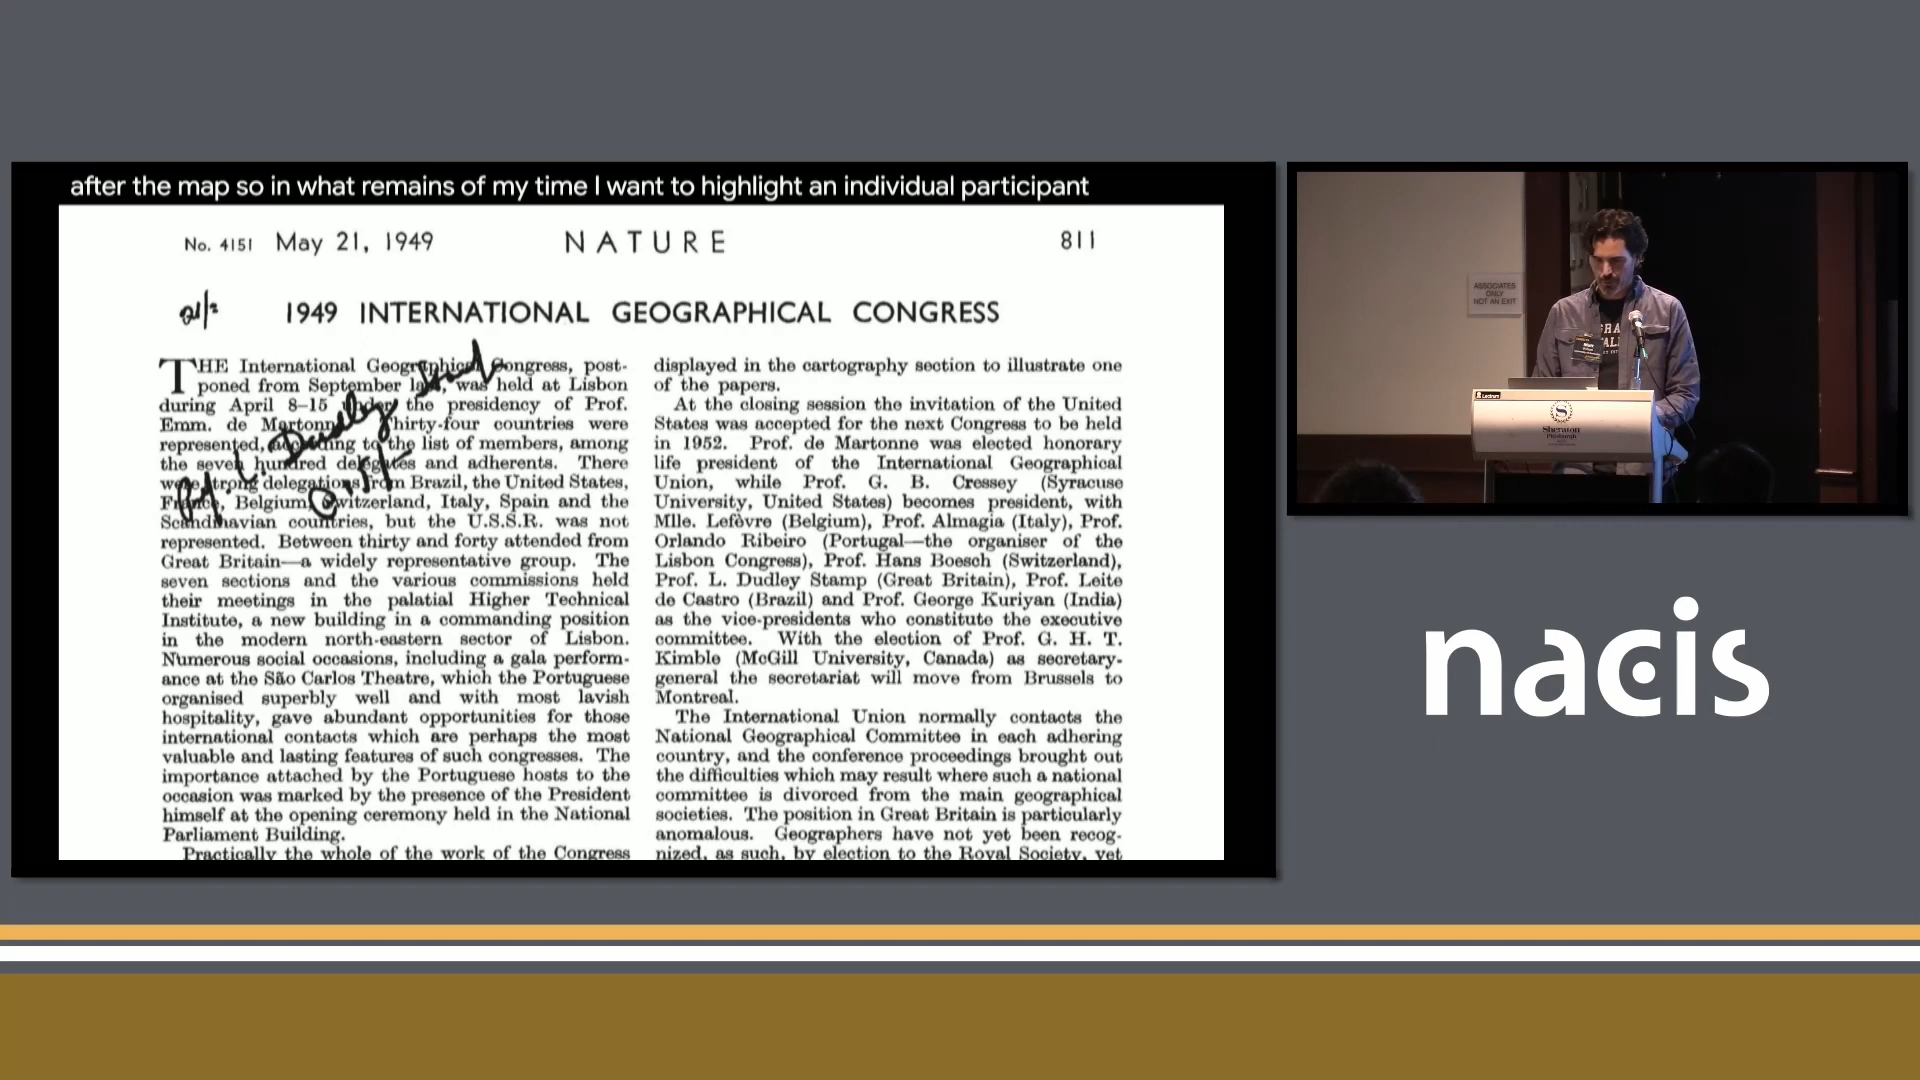 after the map so in what remains of my time I want to highlight an individual participant
No. 4151 May 21, 1949 NATURE 811
1949 INTERNATIONAL GEOGRAPHICAL CONGRESS
THE International Geographical Congress, post-
poned from September last, was held at Lisbon
during April 8-15 under the presidency of Prof.
Emm. de Martonne. Thirty-four countries were
represented, according to the list of members, among
the seven hundred delegates and adherents. There
were strong delegations from Brazil, the United States,
France, Belgium, Switzerland, Italy, Spain and the
Scandinavian countries, but the U.S.S.R. was not
represented. Between thirty and forty attended from
Great Britain—a widely representative group. The
seven sections and the various commissions held
their meetings in the palatial Higher Technical
Institute, a new building in a commanding position
in the modern north-eastern sector of Lisbon.
Numerous social occasions, including a gala perform-
ance at the São Carlos Theatre, which the Portuguese
organised superbly well and with most lavish
hospitality, gave abundant opportunities for those
international contacts which are perhaps the most
valuable and lasting features of such congresses. The
importance attached by the Portuguese hosts to the
occasion was marked by the presence of the President
himself at the opening ceremony held in the National
Parliament Building.
Practically the whole of the work of the Congress
displayed in the cartography section to illustrate one
of the papers.
At the closing session the invitation of the United
States was accepted for the next Congress to be held
in 1952. Prof. de Martonne was elected honorary
life president of the International Geographical
Union, while Prof. G. B. Cressey (Syracuse
University, United States) becomes president, with
Mlle. Lefèvre (Belgium), Prof. Almagia (Italy), Prof.
Orlando Ribeiro (Portugal—the organiser of the
Lisbon Congress), Prof. Hans Boesch (Switzerland),
Prof. L. Dudley Stamp (Great Britain), Prof. Leite
de Castro (Brazil) and Prof. George Kuriyan (India)
as the vice-presidents who constitute the executive
committee. With the election of Prof. G. H. T.
Kimble (McGill University, Canada) as secretary-
general the secretariat will move from Brussels to
Montreal.
The International Union normally contacts the
National Geographical Committee in each adhering
country, and the conference proceedings brought out
the difficulties which may result where such a national
committee is divorced from the main geographical
societies. The position in Great Britain is particularly
anomalous. Geographers have not yet been recog-
nized, as such, by election to the Royal Society, yet
Prof. L. Dudley Stamp
ASSOCIATES
ONLY
NOT AN EXIT
Sheraton
Pittsburgh
nacis